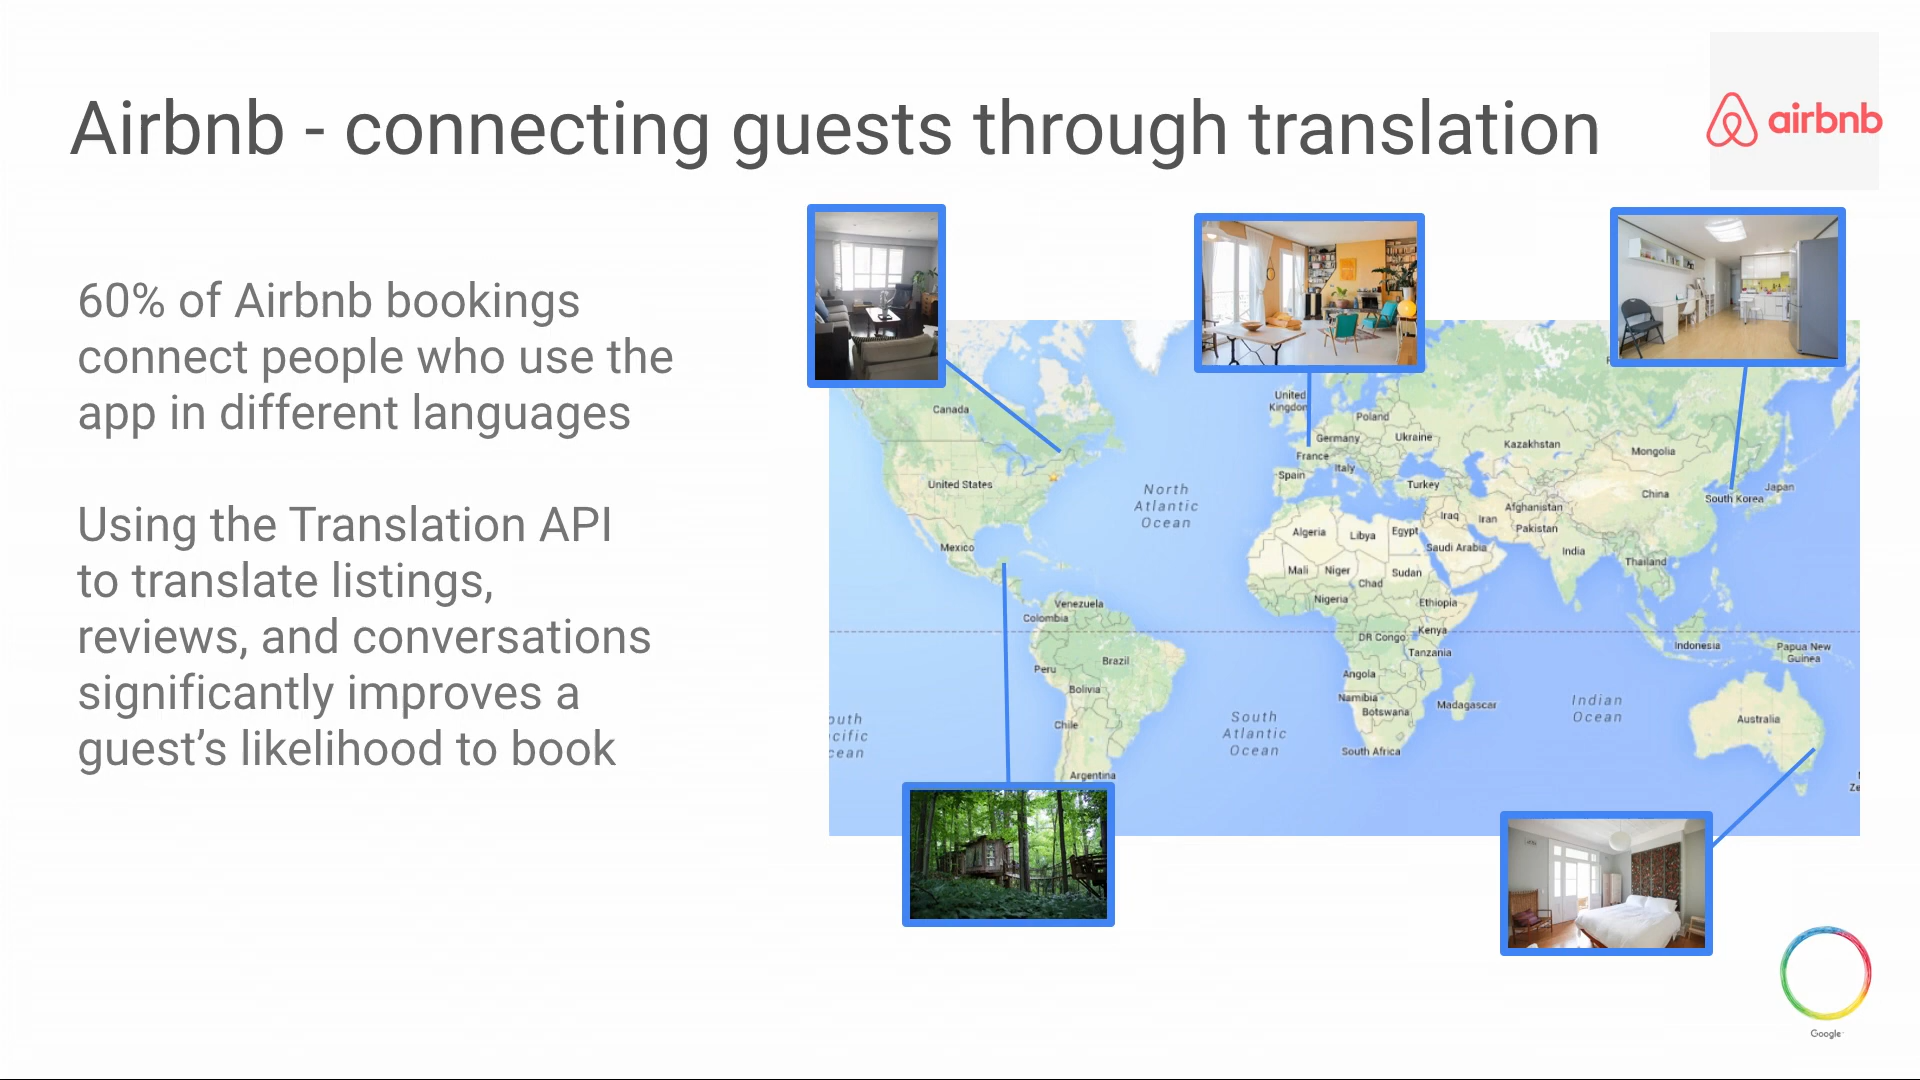 Airbnb - connecting guests through translation
airbnb
60% of Airbnb bookings
connect people who use the
app in different languages
Using the Translation API
to translate listings,
reviews, and conversations
significantly improves a
guest’s likelihood to book
Canada
United States
Mexico
Venezuela
Colombia
Peru
Brazil
Bolivia
Chile
Argentina
North
Atlantic
Ocean
South
Atlantic
Ocean
United
Kingdom
Poland
Germany
Ukraine
France
Italy
Spain
Turkey
Kazakhstan
Mongolia
China
South Korea
Japan
Afghanistan
Pakistan
Iraq
Iran
Algeria
Libya
Egypt
Saudi Arabia
India
Thailand
Mali
Niger
Chad
Sudan
Nigeria
Ethiopia
DR Congo
Kenya
Tanzania
Angola
Namibia
Botswana
Madagascar
South Africa
Indian
Ocean
Indonesia
Papua New
Guinea
Australia
outh
cific
ean
Ze
Google